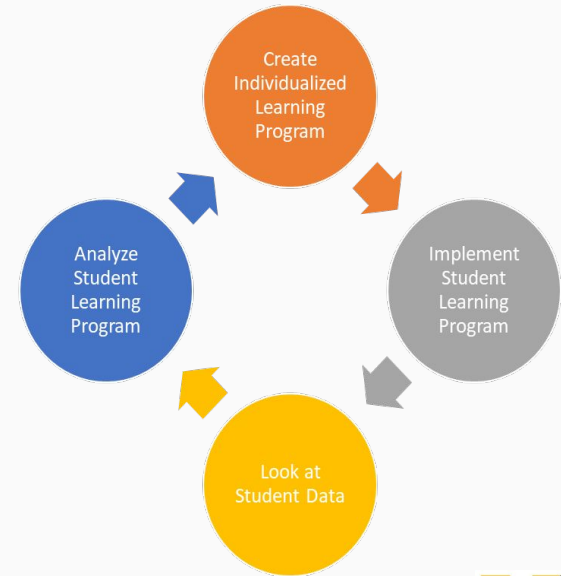 Create
Individualized
Learning
Program
Implement
Student
Learning
Program
Look at
Student Data
Analyze
Student
Learning
Program